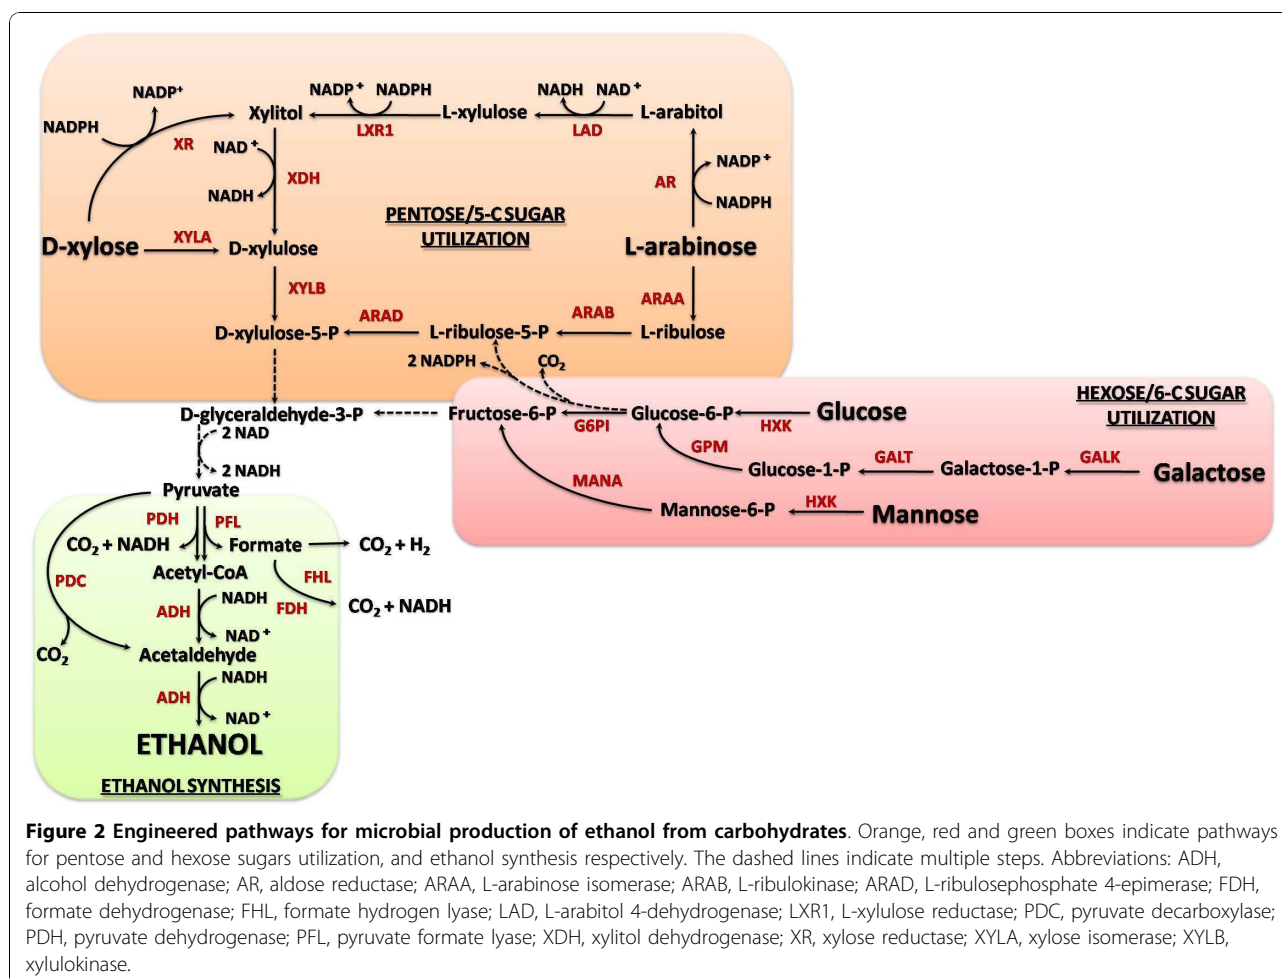 NADP+
NADPH
XR
Xylitol
NADP+ NADPH
LXR1
L-xylulose
NADH NAD+
LAD
L-arabitol
NAD+
NADH
XDH
AR
NADP+
NADPH
PENTOSE/5-C SUGAR
UTILIZATION
D-xylose
XYLA
D-xylulose
L-arabinose
XYLB
ARAA
D-xylulose-5-P
ARAD
L-ribulose-5-P
ARAB
L-ribulose
2 NADPH
CO2
D-glyceraldehyde-3-P
Fructose-6-P
G6PI
Glucose-6-P
HXK
Glucose
HEXOSE/6-C SUGAR
UTILIZATION
GPM
Glucose-1-P
GALT
Galactose-1-P
GALK
Galactose
MANA
Mannose-6-P
HXK
Mannose
2 NAD
2 NADH
Pyruvate
PDH
PFL
CO2 + NADH
Formate
CO2 + H2
Acetyl-CoA
PDC
FHL
FDH
CO2 + NADH
ADH
NADH
NAD+
CO2
Acetaldehyde
ADH
NADH
NAD+
ETHANOL
ETHANOL SYNTHESIS
Figure 2 Engineered pathways for microbial production of ethanol from carbohydrates. Orange, red and green boxes indicate pathways
for pentose and hexose sugars utilization, and ethanol synthesis respectively. The dashed lines indicate multiple steps. Abbreviations: ADH,
alcohol dehydrogenase; AR, aldose reductase; ARAA, L-arabinose isomerase; ARAB, L-ribulokinase; ARAD, L-ribulosephosphate 4-epimerase; FDH,
formate dehydrogenase; FHL, formate hydrogen lyase; LAD, L-arabitol 4-dehydrogenase; LXR1, L-xylulose reductase; PDC, pyruvate decarboxylase;
PDH, pyruvate dehydrogenase; PFL, pyruvate formate lyase; XDH, xylitol dehydrogenase; XR, xylose reductase; XYLA, xylose isomerase; XYLB,
xylulokinase.